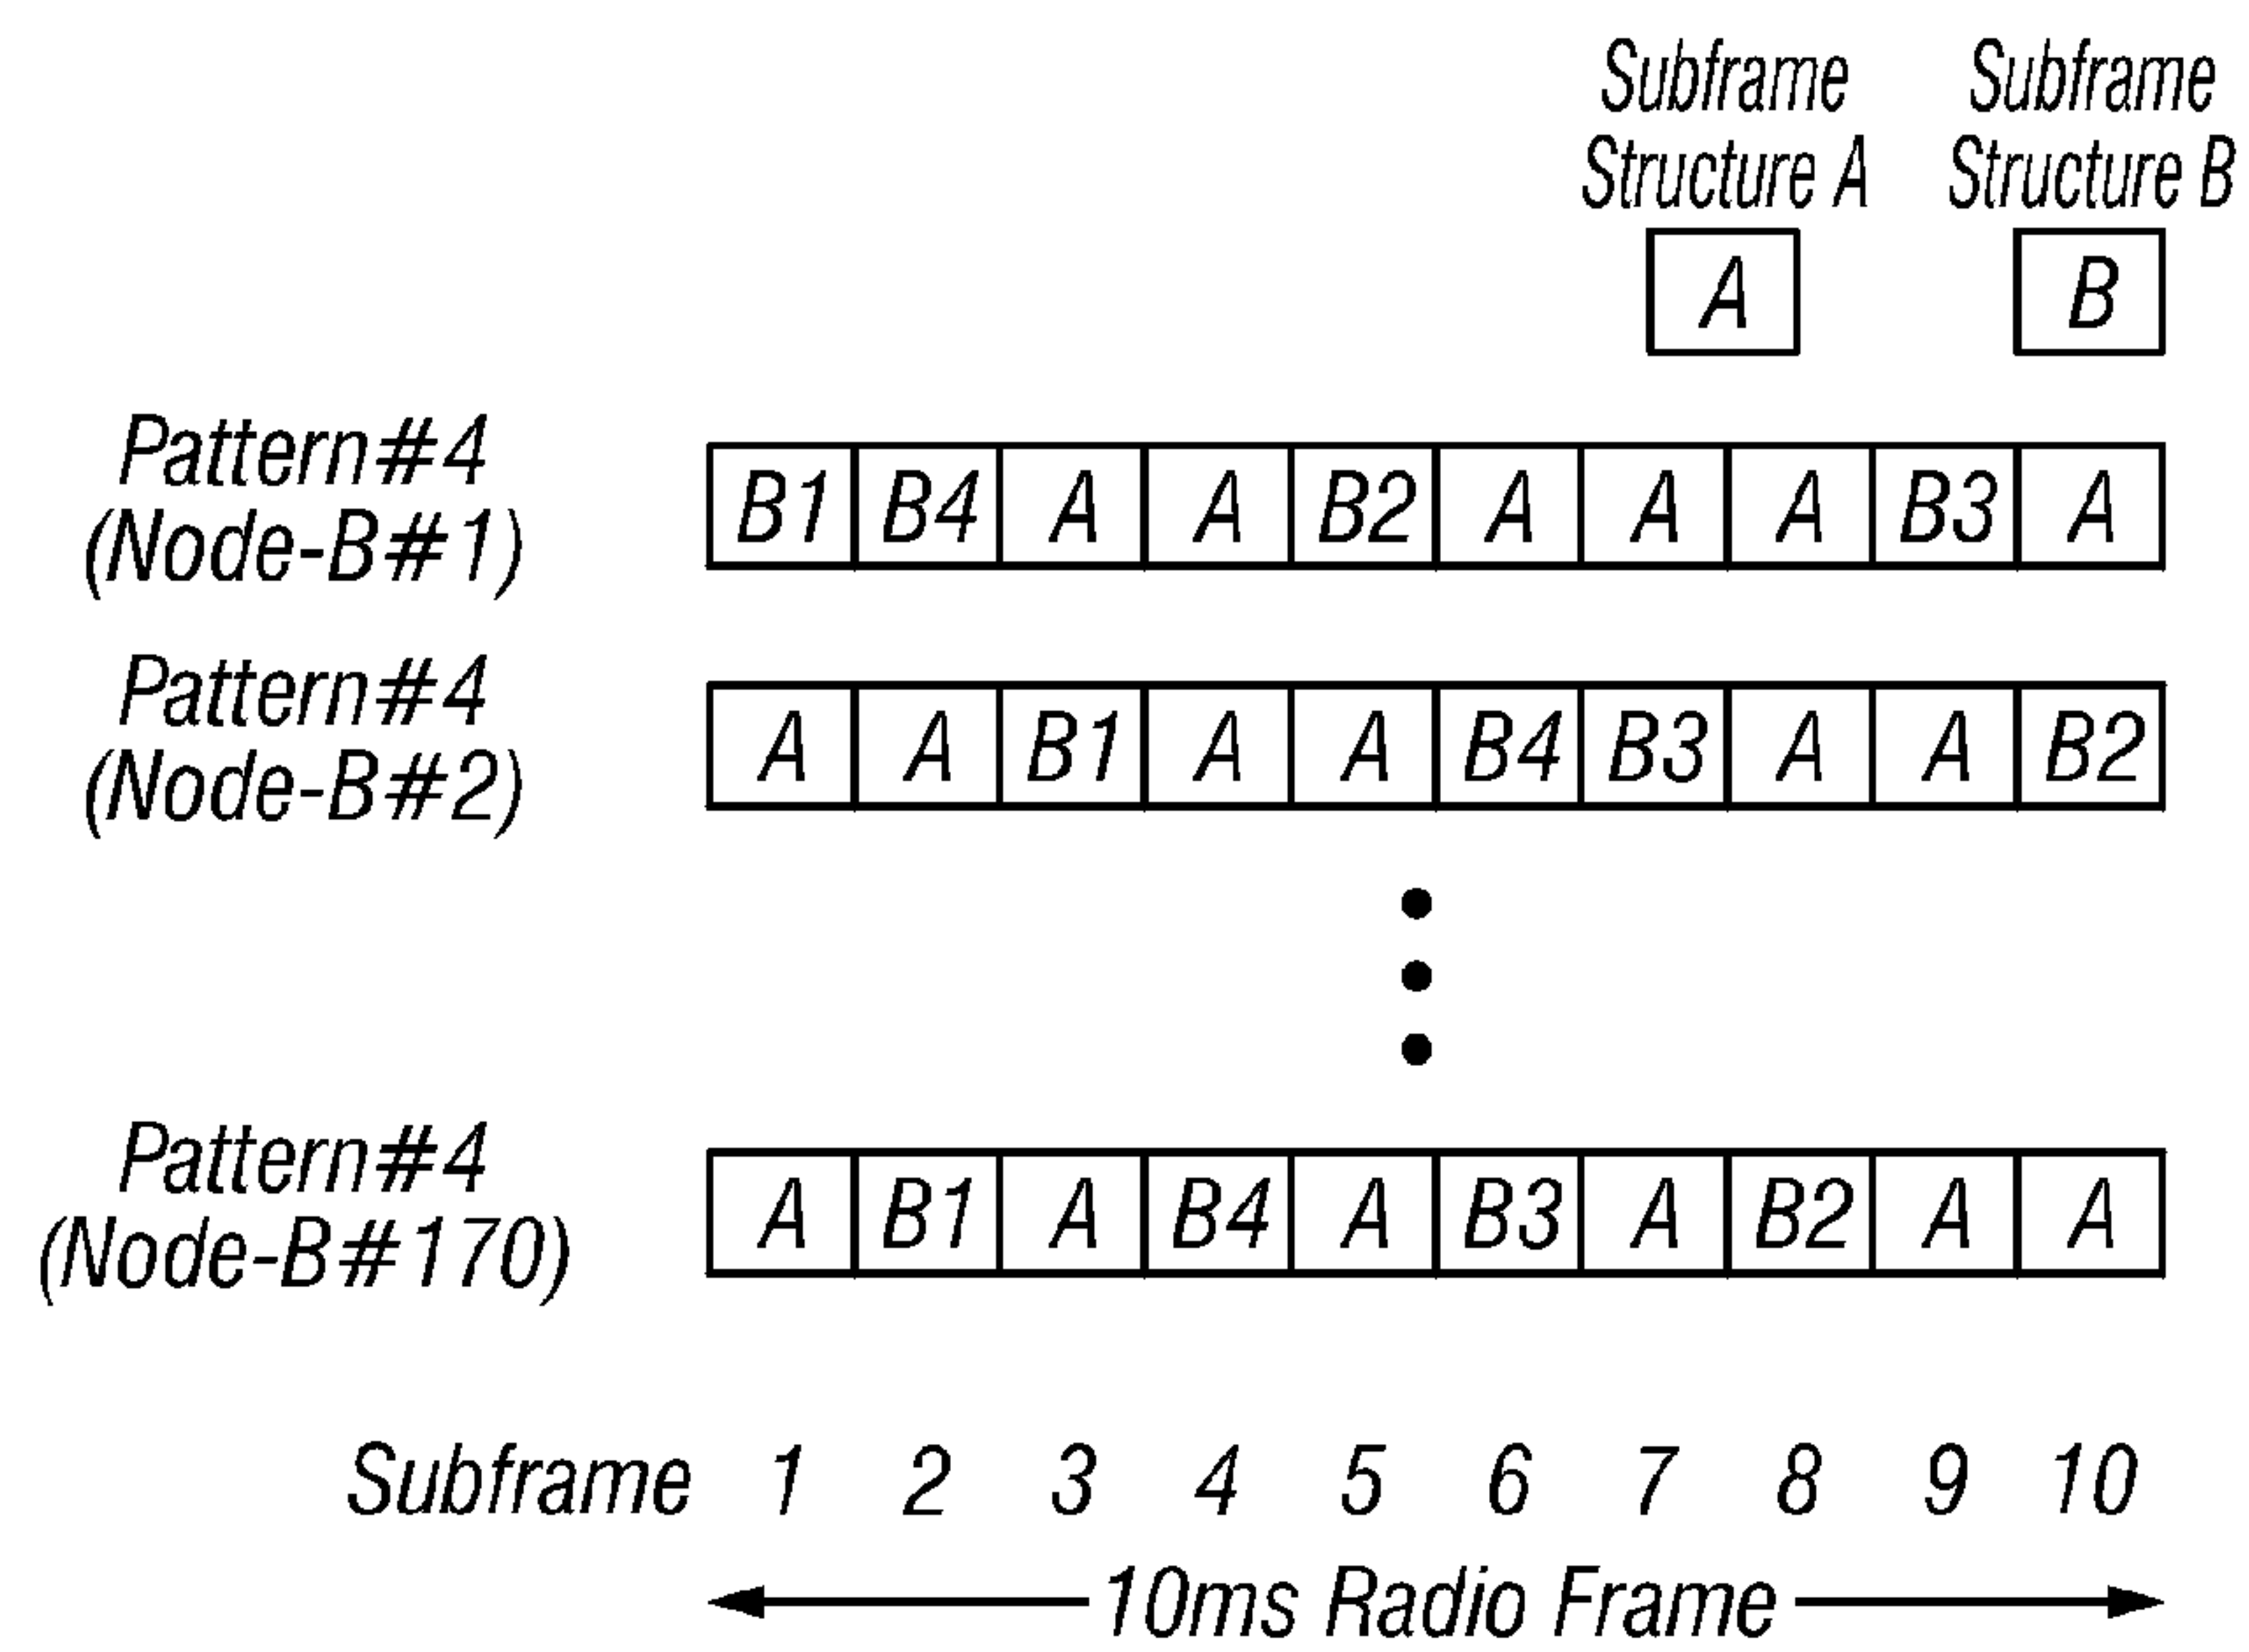 Subframe Structure A
Subframe Structure B
A
B
Pattern#4
(Node-B#1)
B1 B4 A A B2 A A A B3 A
Pattern#4
(Node-B#2)
A A B1 A A B4 B3 A A B2
Pattern#4
(Node-B#170)
A B1 A B4 A B3 A B2 A A
Subframe 1 2 3 4 5 6 7 8 9 10
10ms Radio Frame